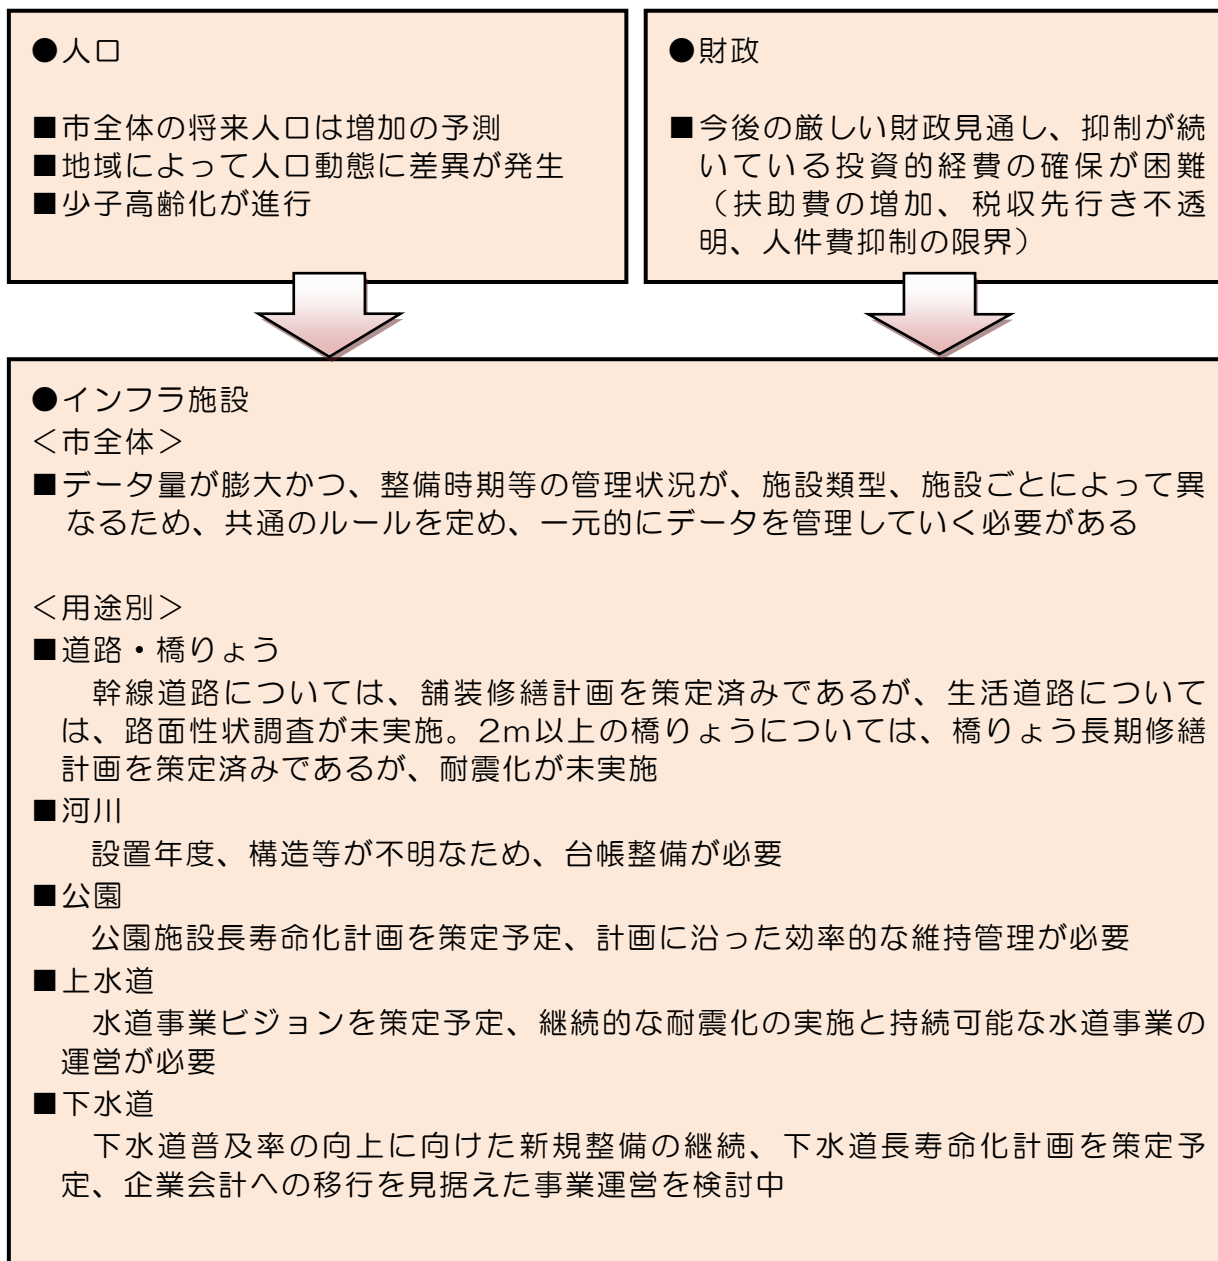 ●人口
■市全体の将来人口は増加の予測
■地域によって人口動態に差異が発生
■少子高齢化が進行
●財政
■今後の厳しい財政見通し、抑制が続
いている投資的経費の確保が困難
（扶助費の増加、税収先行き不透
明、人件費抑制の限界）
●インフラ施設
＜市全体＞
■データ量が膨大かつ、整備時期等の管理状況が、施設類型、施設ごとによって異
なるため、共通のルールを定め、一元的にデータを管理していく必要がある
＜用途別＞
■道路・橋りょう
幹線道路については、舗装修繕計画を策定済みであるが、生活道路について
は、路面性状調査が未実施。2m以上の橋りょうについては、橋りょう長期修繕
計画を策定済みであるが、耐震化が未実施
■河川
設置年度、構造等が不明なため、台帳整備が必要
■公園
公園施設長寿命化計画を策定予定、計画に沿った効率的な維持管理が必要
■上水道
水道事業ビジョンを策定予定、継続的な耐震化の実施と持続可能な水道事業の
運営が必要
■下水道
下水道普及率の向上に向けた新規整備の継続、下水道長寿命化計画を策定予
定、企業会計への移行を見据えた事業運営を検討中